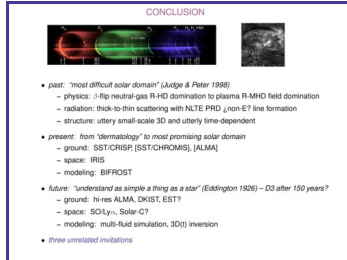 CONCLUSION
• past: "most difficult solar domain" (Judge & Peter 1998)
– physics: β-flip neutral-gas R-HD domination to plasma R-MHD field domination
– radiation: thick-to-thin scattering with NLTE PRD ¿non-E? line formation
– structure: uttery small-scale 3D and utterly time-dependent
• present: from "dermatology" to most promising solar domain
– ground: SST/CRISP, [SST/CHROMIS], [ALMA]
– space: IRIS
– modeling: BIFROST
• future: "understand as simple a thing as a star" (Eddington 1926) – D3 after 150 years?
– ground: hi-res ALMA, DKIST, EST?
– space: SO/Lyα, Solar-C?
– modeling: multi-fluid simulation, 3D(t) inversion
• three unrelated invitations